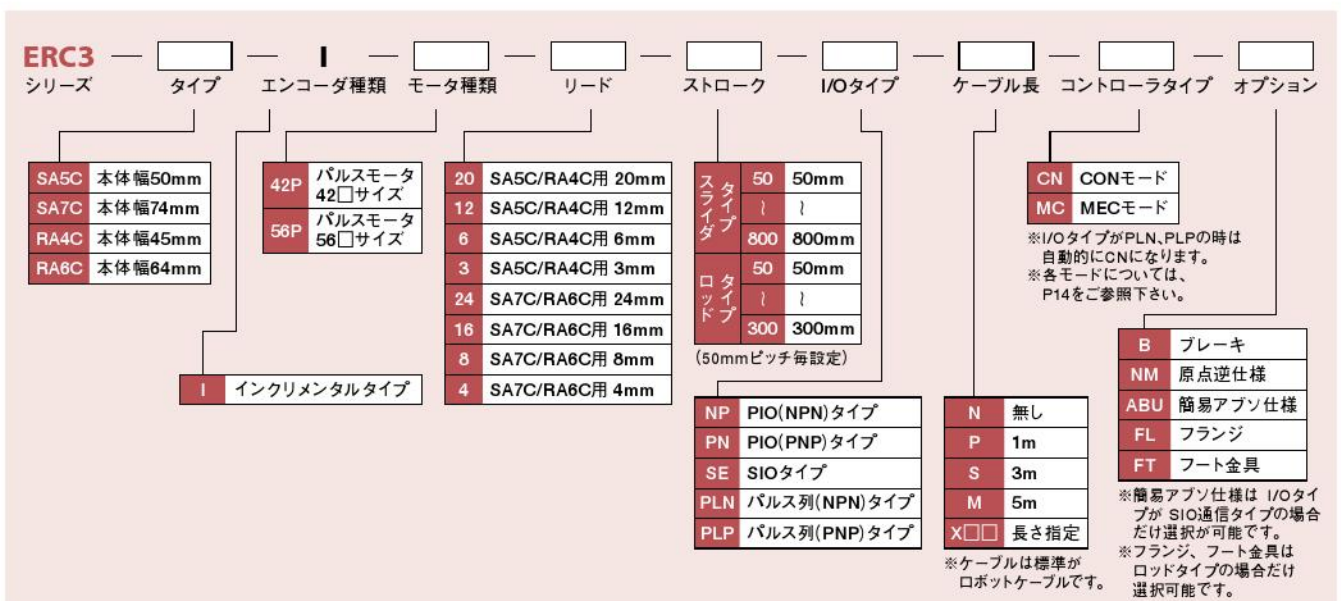 ERC3 — □ — I — □ — □ — □ — □ — □ — □ — □
シリーズ タイプ エンコーダ種類 モータ種類 リード ストローク I/Oタイプ ケーブル長 コントローラタイプ オプション
SA5C 本体幅50mm
SA7C 本体幅74mm
RA4C 本体幅45mm
RA6C 本体幅64mm
I インクリメンタルタイプ
42P パルスモータ
42□サイズ
56P パルスモータ
56□サイズ
20 SA5C/RA4C用 20mm
12 SA5C/RA4C用 12mm
6 SA5C/RA4C用 6mm
3 SA5C/RA4C用 3mm
24 SA7C/RA6C用 24mm
16 SA7C/RA6C用 16mm
8 SA7C/RA6C用 8mm
4 SA7C/RA6C用 4mm
スライダ
タイプ
50 50mm
~ ~
800 800mm
ロッド
タイプ
50 50mm
~ ~
300 300mm
(50mmピッチ毎設定)
NP PIO(NPN)タイプ
PN PIO(PNP)タイプ
SE SIOタイプ
PLN パルス列(NPN)タイプ
PLP パルス列(PNP)タイプ
N 無し
P 1m
S 3m
M 5m
X□□ 長さ指定
※ケーブルは標準が
ロボットケーブルです。
CN CONモード
MC MECモード
※I/OタイプがPLN、PLPの時は
自動的にCNになります。
※各モードについては、
P14をご参照下さい。
B ブレーキ
NM 原点逆仕様
ABU 簡易アブソ仕様
FL フランジ
FT フート金具
※簡易アブソ仕様は I/Oタイ
プが SIO通信タイプの場合
だけ選択が可能です。
※フランジ、フート金具は
ロッドタイプの場合だけ
選択可能です。